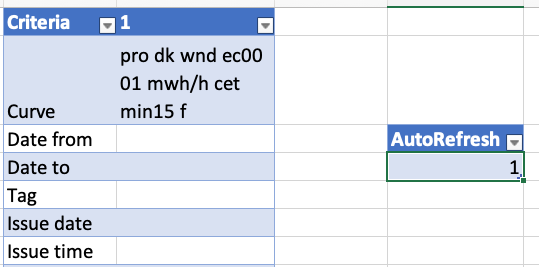 Criteria 1
pro dk wnd ec00
01 mwh/h cet
Curve min15 f
Date from AutoRefresh
Date to 1
Tag
Issue date
Issue time